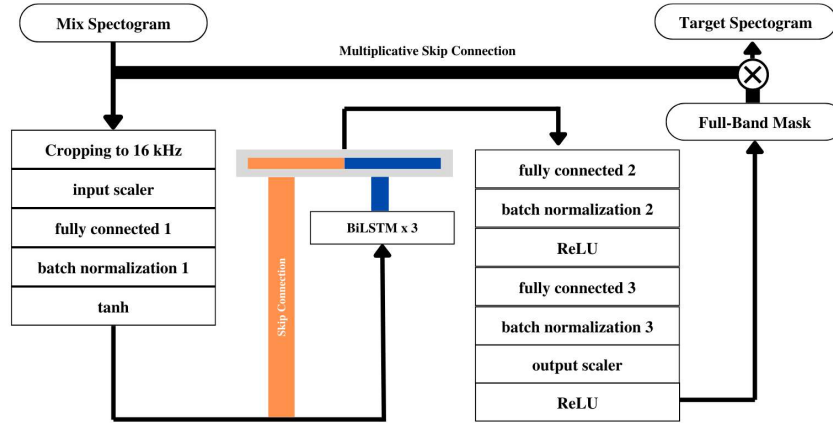 Mix Spectogram
Target Spectogram
Multiplicative Skip Connection
Full-Band Mask
Cropping to 16 kHz
input scaler
fully connected 1
batch normalization 1
tanh
Skip Connection
BiLSTM x 3
fully connected 2
batch normalization 2
ReLU
fully connected 3
batch normalization 3
output scaler
ReLU